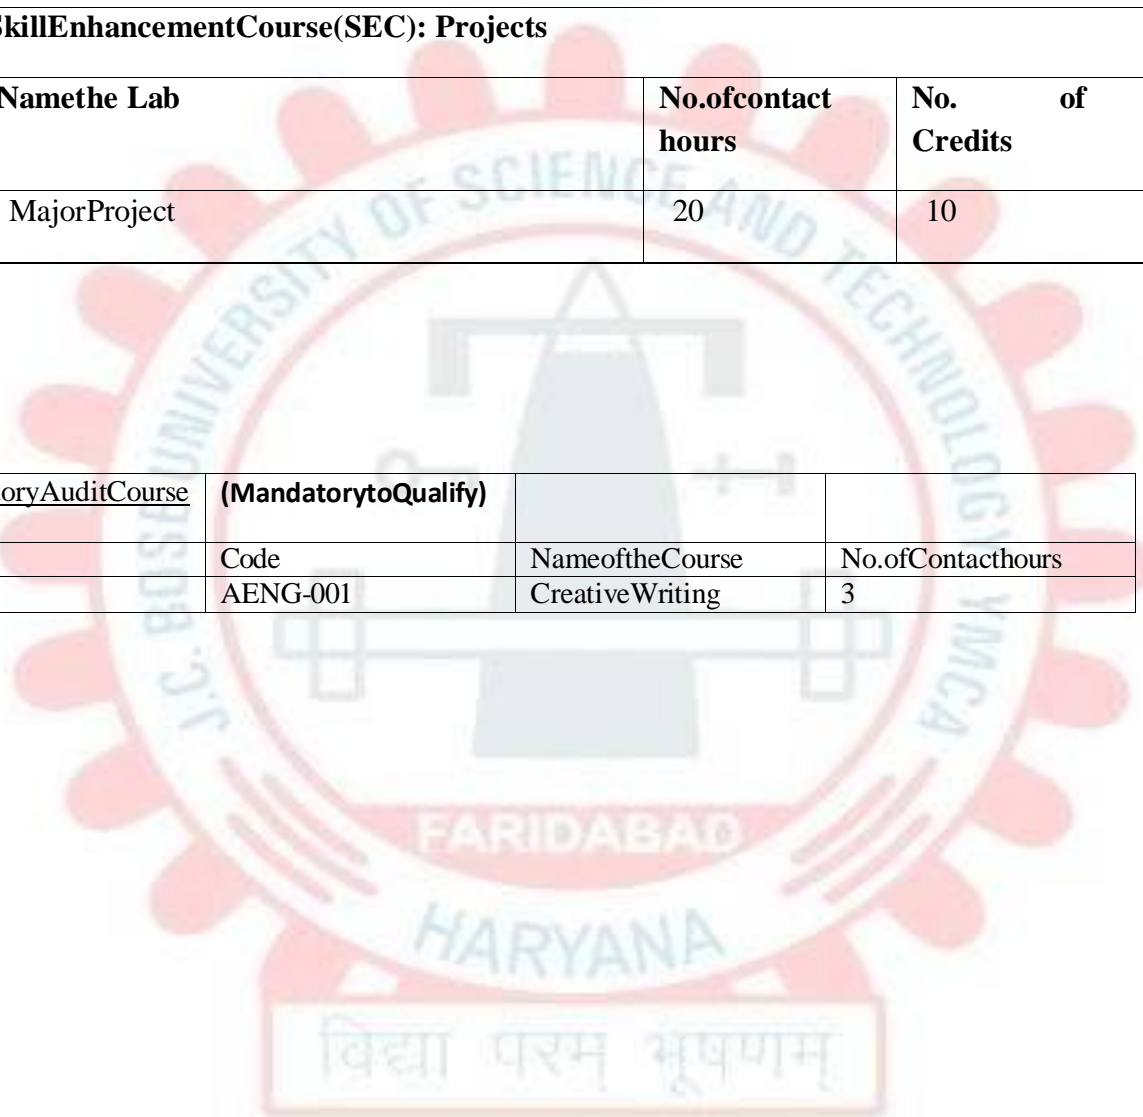 SkillEnhancementCourse(SEC): Projects
Namethe Lab No.ofcontact hours No. of Credits
MajorProject 20 10
toryAuditCourse (MandatorytoQualify)
Code NameoftheCourse No.ofContacthours
AENG-001 CreativeWriting 3
J.C. BOSE UNIVERSITY OF SCIENCE AND TECHNOLOGY YMCA
FARIDABAD
HARYANA
विद्या परम् भूषणम्